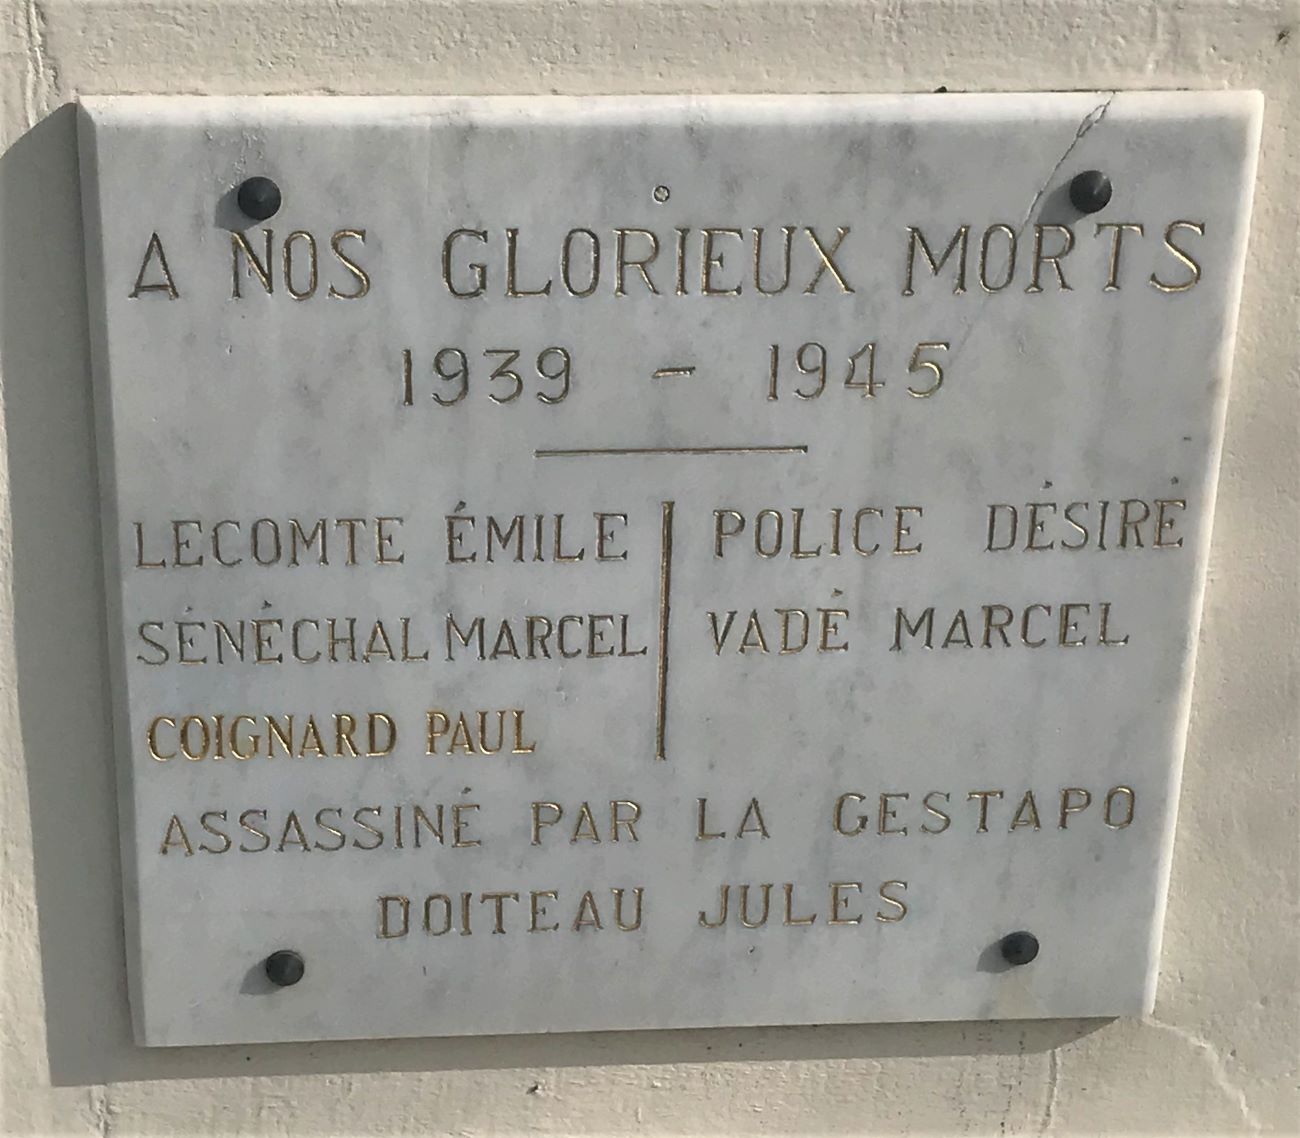 A NOS GLORIEUX MORTS
1939 - 1945
LECOMTE ÉMILE
SÉNÉCHAL MARCEL
COIGNARD PAUL
POLICE DÉSIRÉ
VADÉ MARCEL
ASSASSINÉ PAR LA GESTAPO
DOITEAU JULES